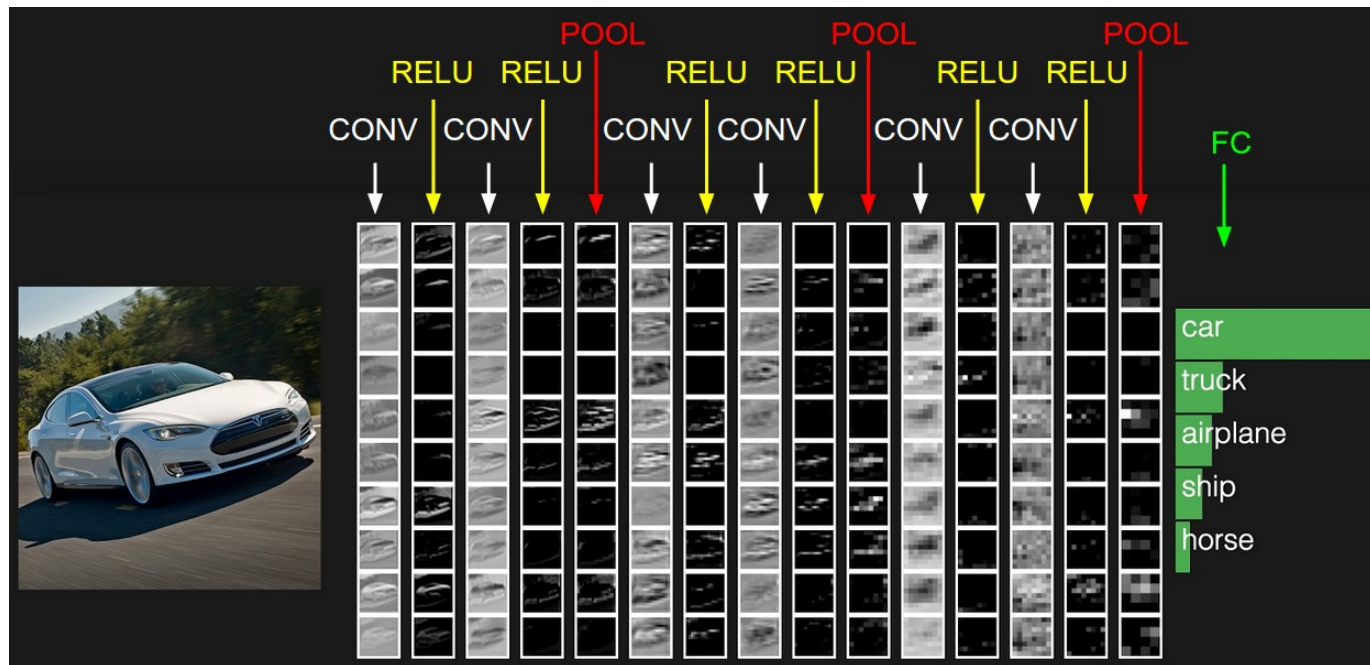 POOL POOL POOL
RELU RELU RELU RELU RELU RELU
CONV CONV CONV CONV CONV CONV
FC
car
truck
airplane
ship
horse